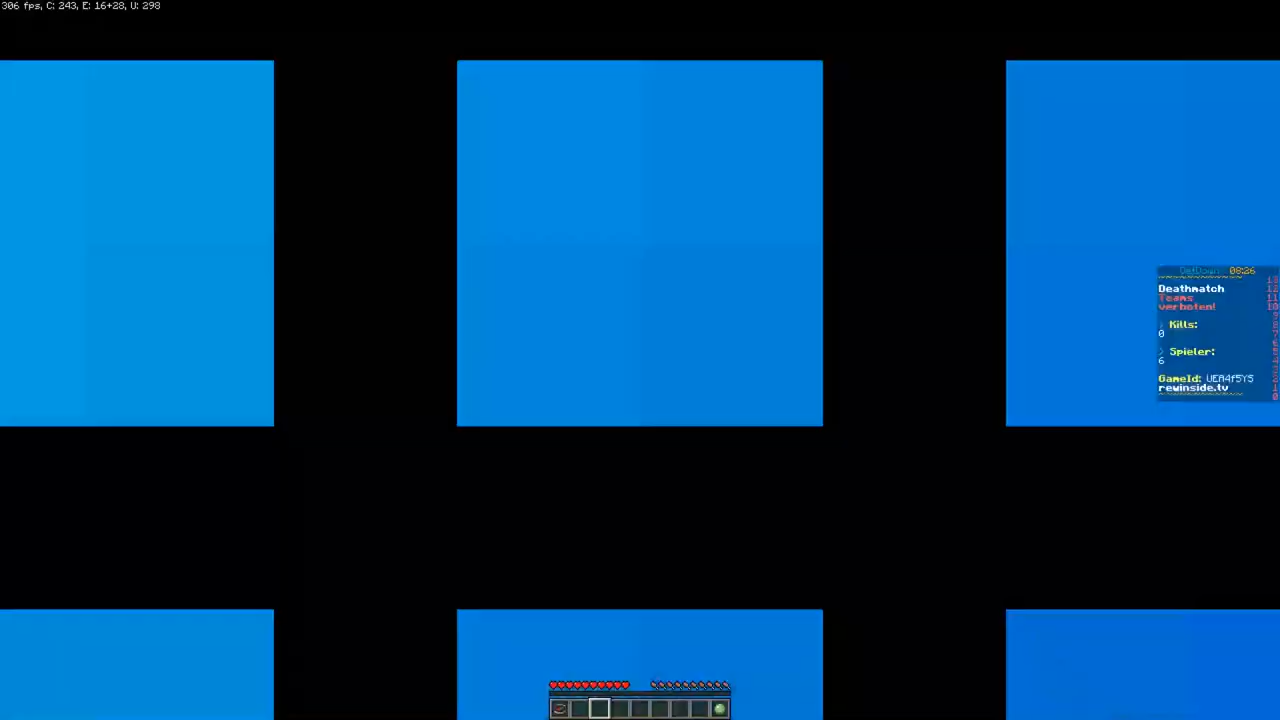 306 fps, C: 243, E: 16+28, U: 298
GetDown 08:26
Deathmatch
Teams
verboten!
> Kills:
0
> Spieler:
6
GameId: UEA4f5YS
rewinside.tv